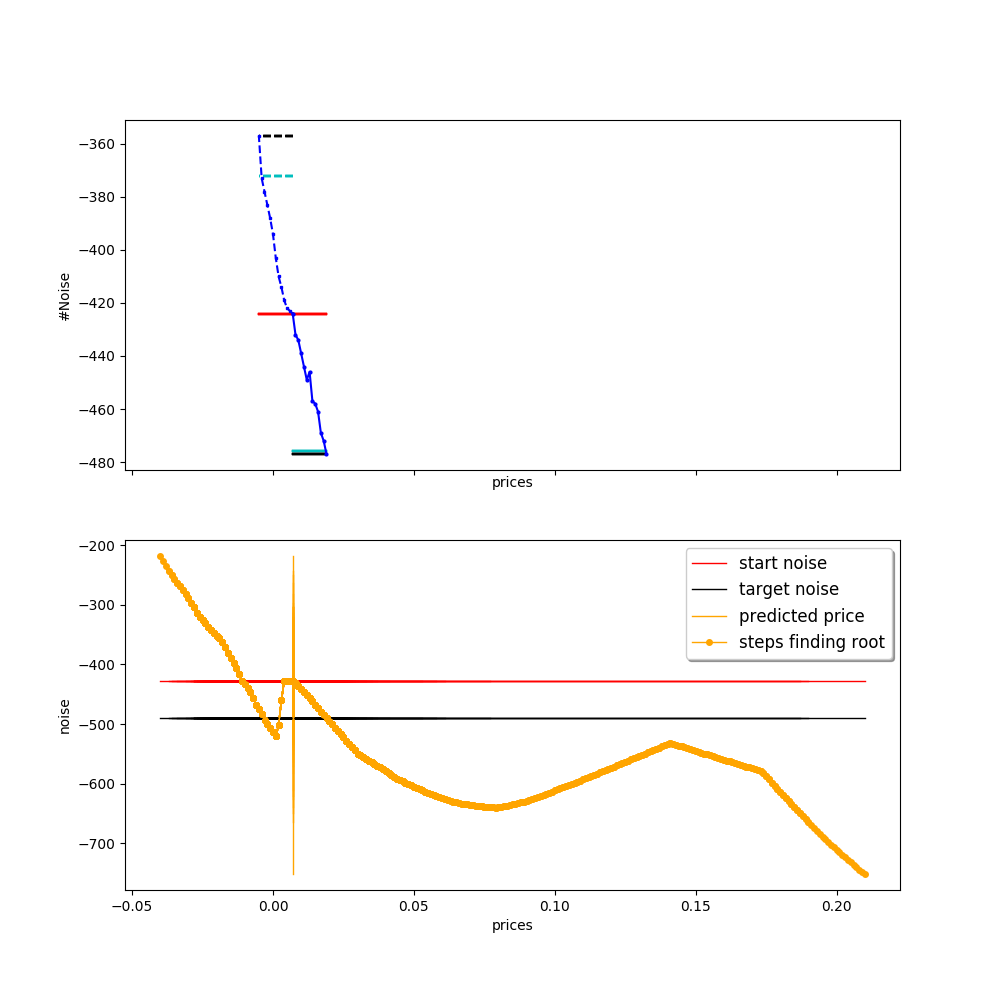 −360
−380
−400
−420
−440
−460
−480
#Noise
prices
−200
−300
−400
−500
−600
−700
noise
start noise
target noise
predicted price
steps finding root
−0.05 0.00 0.05 0.10 0.15 0.20
prices